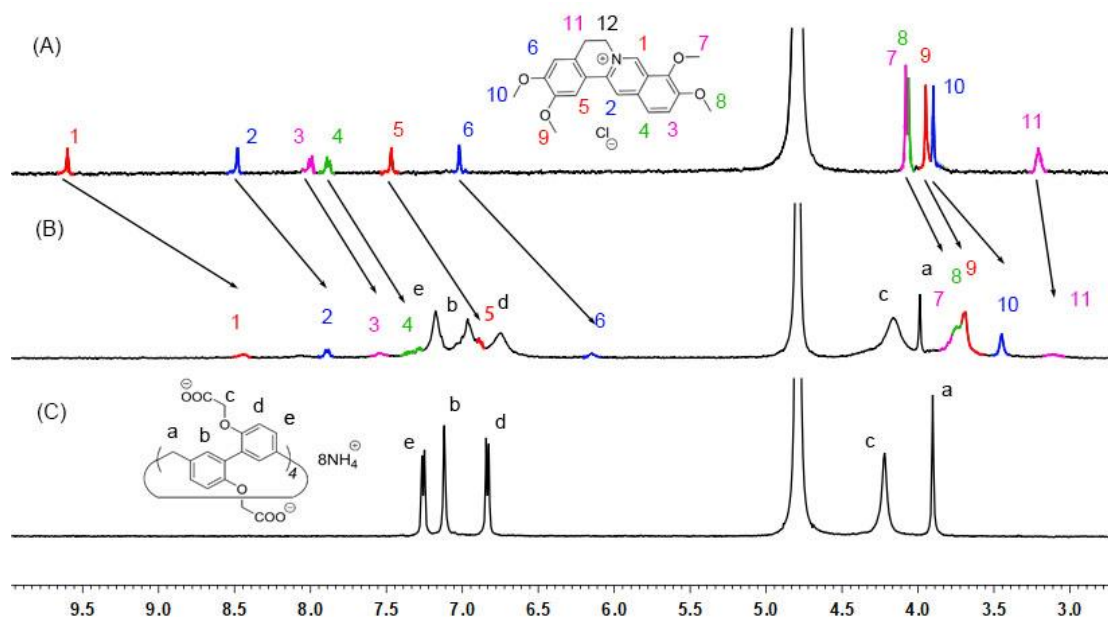 (A)
11 12
6 1 7
N⊕
O O
10 O O 8
O 5 2 4 3
9 Cl⊖
8
7 9 10
1 2 3 4 5 6 11
(B)
e b 5 d c a 7 8 9
1 2 3 4 6 10 11
(C)
⊖OOC c
O d
a b e
)4 8NH4⊕
O
COO⊖
e b d c a
9.5 9.0 8.5 8.0 7.5 7.0 6.5 6.0 5.5 5.0 4.5 4.0 3.5 3.0